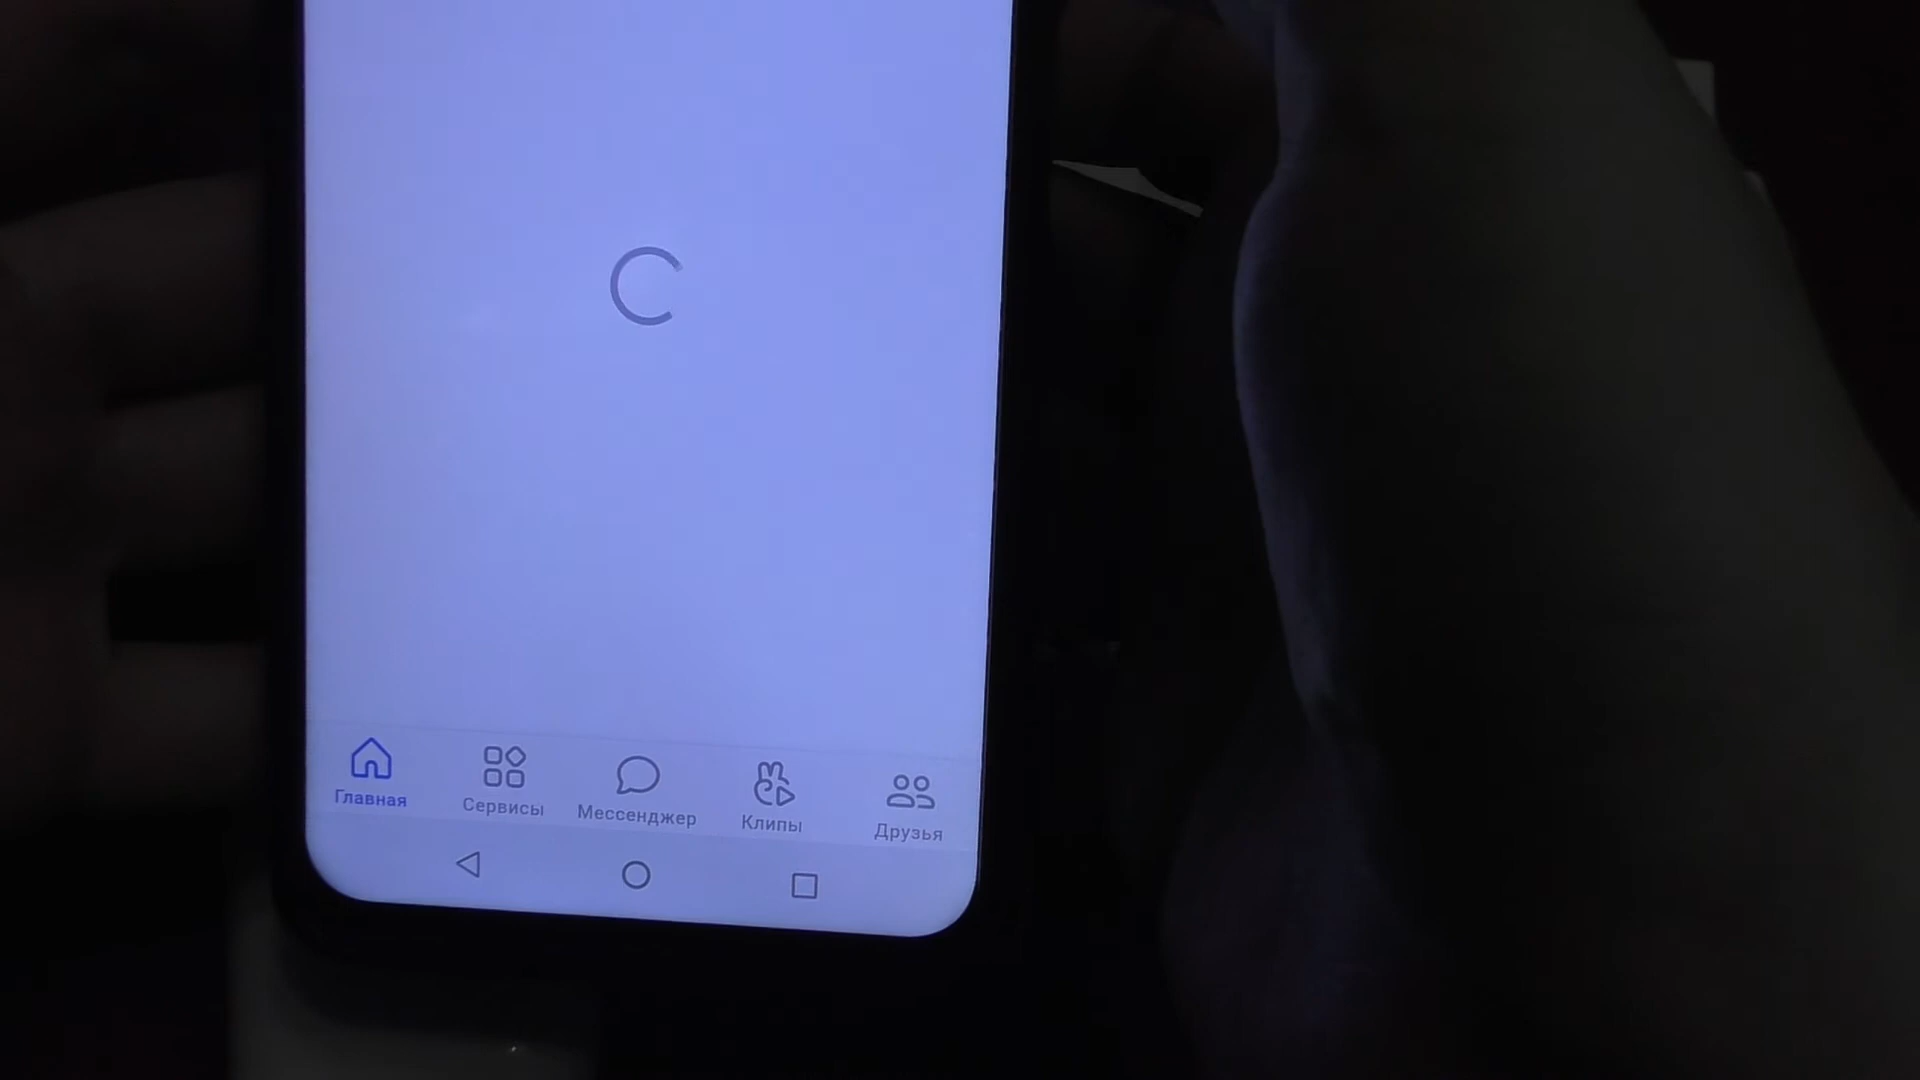 Главная
Сервисы
Мессенджер
Клипы
Друзья